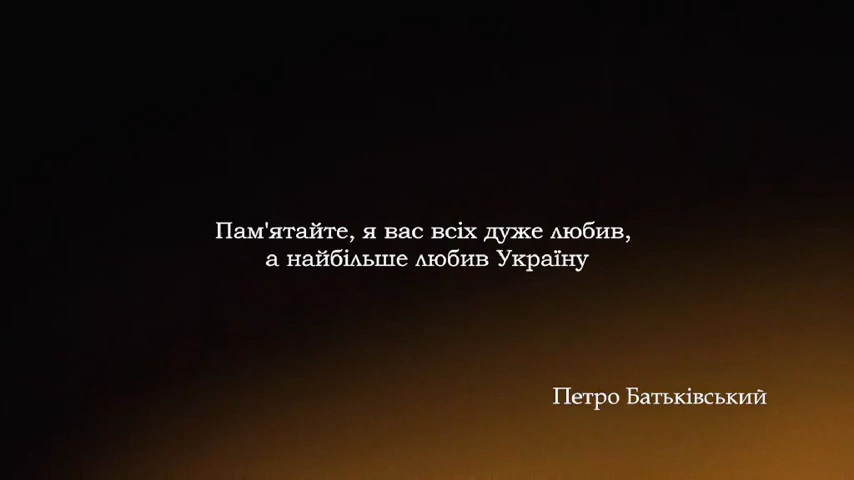 Пам'ятайте, я вас всіх дуже любив,
а найбільше любив Україну
Петро Батьківський